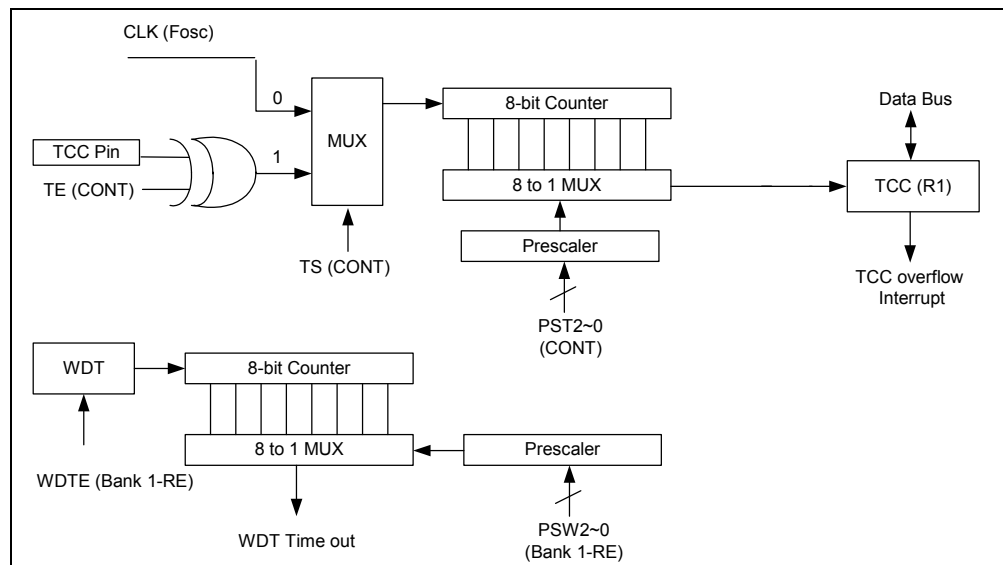 CLK (Fosc)
0
TCC Pin
TE (CONT)
1
MUX
TS (CONT)
8-bit Counter
8 to 1 MUX
Prescaler
PST2~0
(CONT)
Data Bus
TCC (R1)
TCC overflow
Interrupt
WDT
WDTE (Bank 1-RE)
8-bit Counter
8 to 1 MUX
WDT Time out
Prescaler
PSW2~0
(Bank 1-RE)